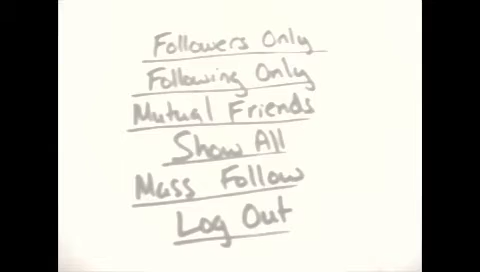 Followers Only
Following Only
Mutual Friends
Show All
Mass Follow
Log Out